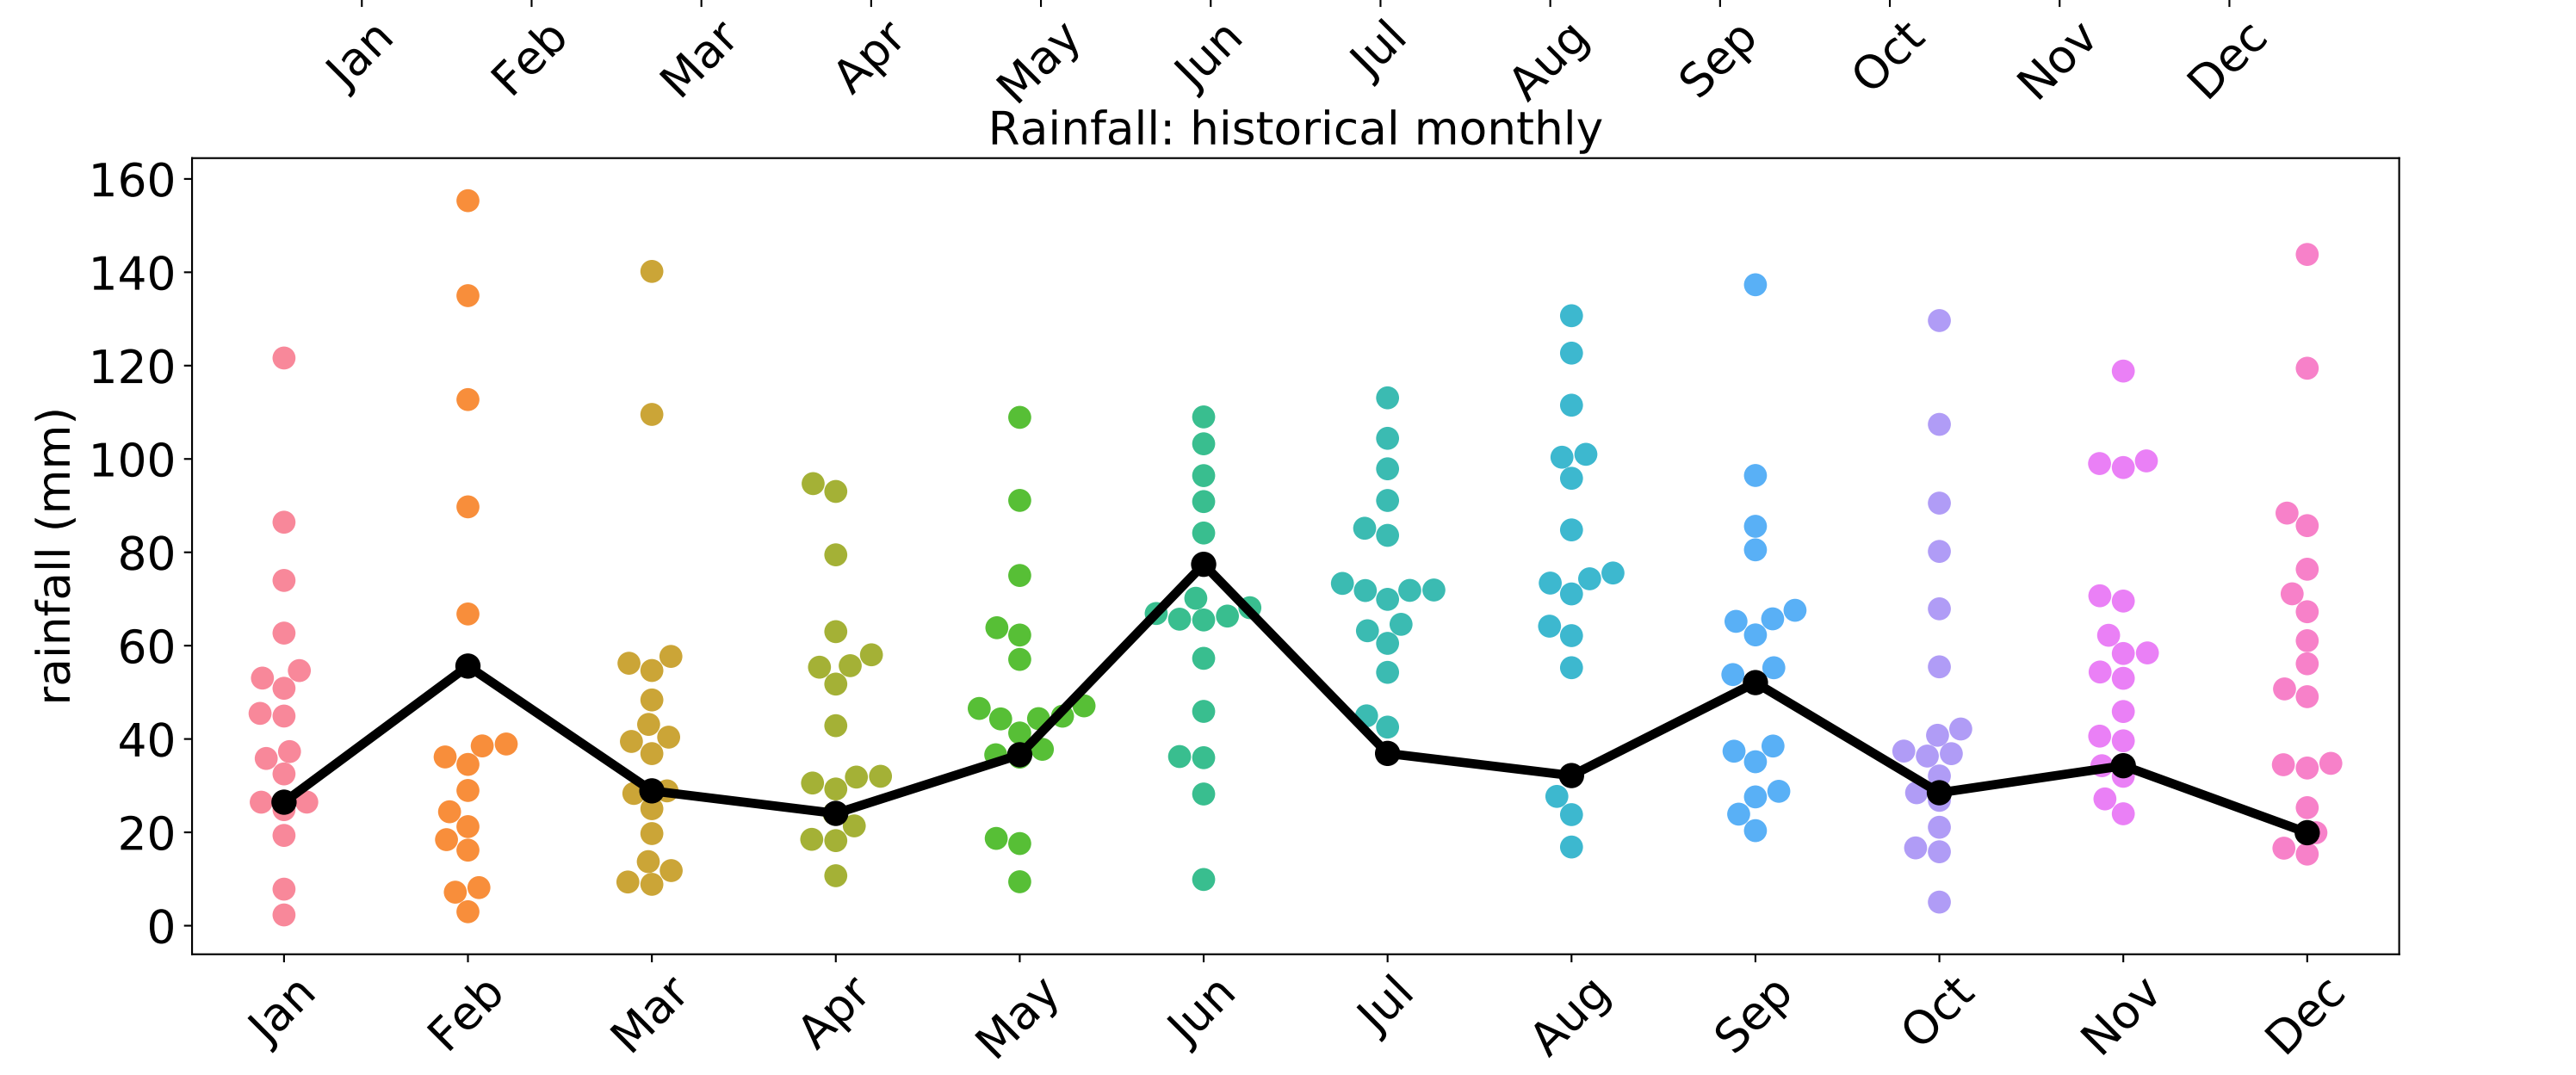 Jan Feb Mar Apr May Jun Jul Aug Sep Oct Nov Dec
Rainfall: historical monthly
160
140
120
100
80
60
40
20
0
rainfall (mm)
Jan Feb Mar Apr May Jun Jul Aug Sep Oct Nov Dec